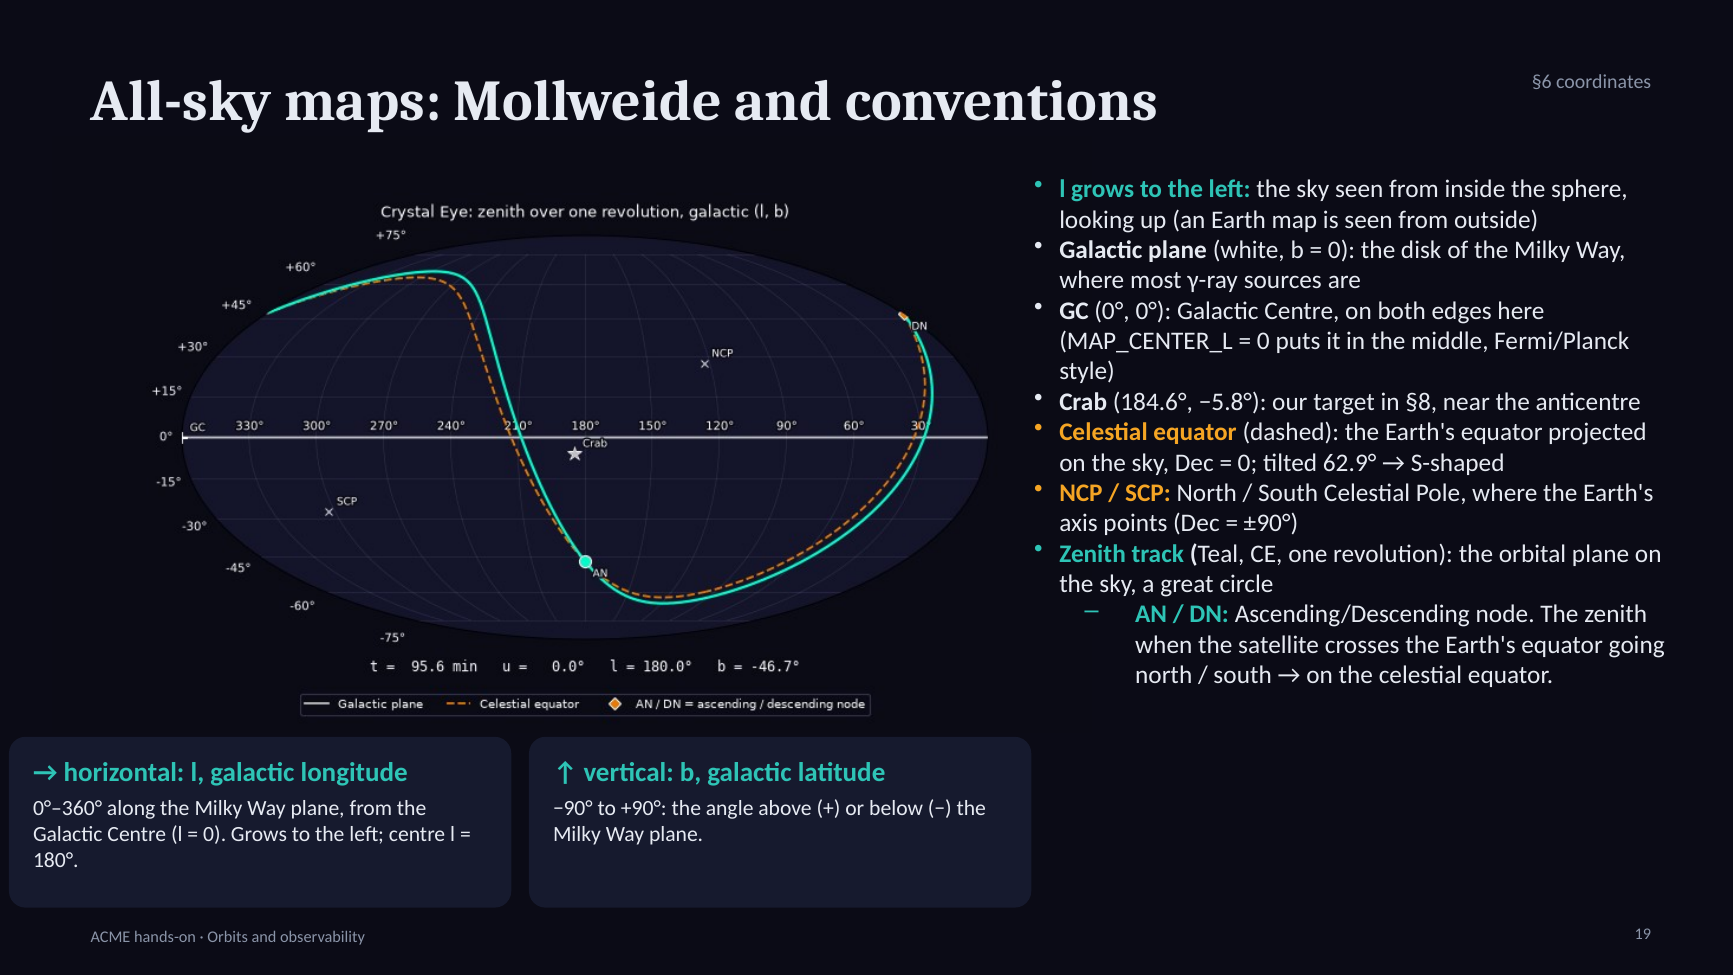 All-sky maps: Mollweide and conventions
§6 coordinates
Crystal Eye: zenith over one revolution, galactic (l, b)
+75°
+60°
+45°
+30°
+15°
0°
-15°
-30°
-45°
-60°
-75°
GC 330° 300° 270° 240° 210° 180° 150° 120° 90° 60° 30°
DN
NCP
Crab
SCP
AN
t = 95.6 min u = 0.0° l = 180.0° b = -46.7°
Galactic plane Celestial equator AN / DN = ascending / descending node
• l grows to the left: the sky seen from inside the sphere,
looking up (an Earth map is seen from outside)
• Galactic plane (white, b = 0): the disk of the Milky Way,
where most γ-ray sources are
• GC (0°, 0°): Galactic Centre, on both edges here
(MAP_CENTER_L = 0 puts it in the middle, Fermi/Planck
style)
• Crab (184.6°, −5.8°): our target in §8, near the anticentre
• Celestial equator (dashed): the Earth's equator projected
on the sky, Dec = 0; tilted 62.9° → S-shaped
• NCP / SCP: North / South Celestial Pole, where the Earth's
axis points (Dec = ±90°)
• Zenith track (Teal, CE, one revolution): the orbital plane on
the sky, a great circle
– AN / DN: Ascending/Descending node. The zenith
when the satellite crosses the Earth's equator going
north / south → on the celestial equator.
→ horizontal: l, galactic longitude
0°–360° along the Milky Way plane, from the
Galactic Centre (l = 0). Grows to the left; centre l =
180°.
↑ vertical: b, galactic latitude
−90° to +90°: the angle above (+) or below (−) the
Milky Way plane.
ACME hands-on · Orbits and observability
19